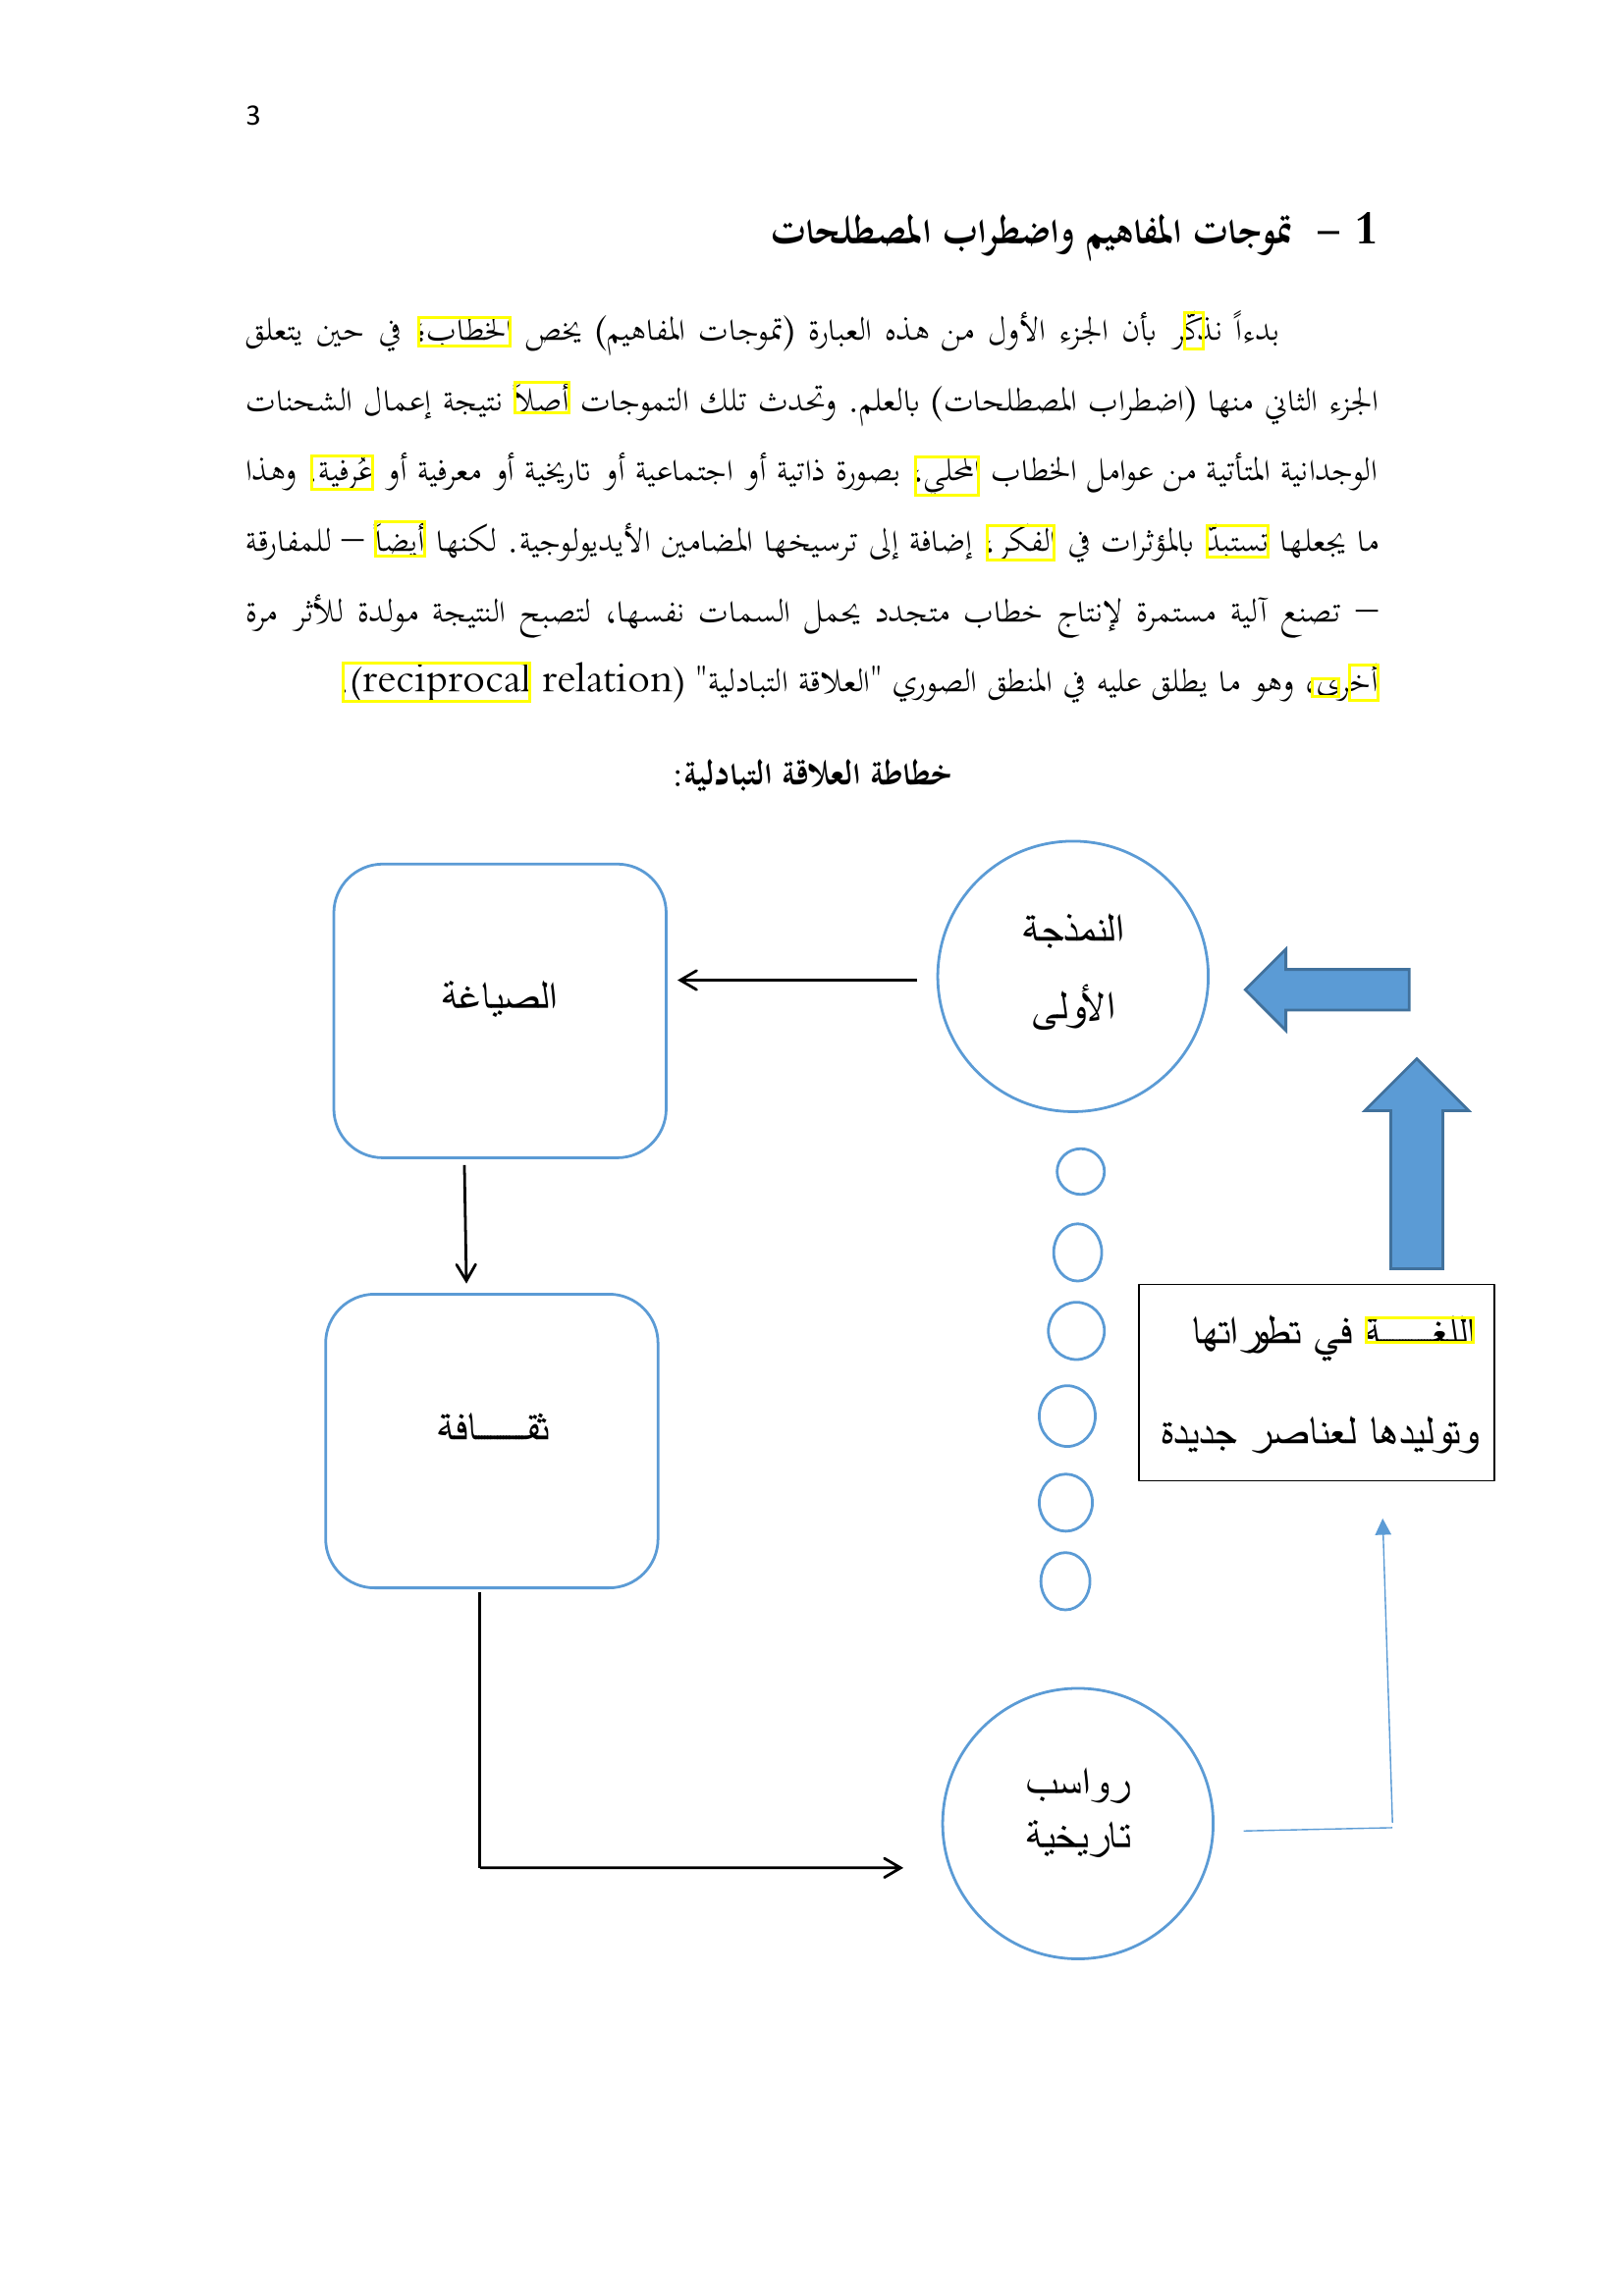 3
1 – تموجات المفاهيم واضطراب المصطلحات
بدءاً نذكّر بأن الجزء الأول من هذه العبارة (تموجات المفاهيم) يخص الخطاب؛ في حين يتعلق
الجزء الثاني منها (اضطراب المصطلحات) بالعلم. وتحدث تلك التموجات أصلاً نتيجة إعمال الشحنات
الوجدانية المتأتية من عوامل الخطاب المحلي؛ بصورة ذاتية أو اجتماعية أو تاريخية أو معرفية أو عُرفية. وهذا
ما يجعلها تستبدّ بالمؤثرات في الفكر؛ إضافة إلى ترسيخها المضامين الأيديولوجية. لكنها أيضاً – للمفارقة
– تصنع آلية مستمرة لإنتاج خطاب متجدد يحمل السمات نفسها، لتصبح النتيجة مولدة للأثر مرة
أخرى، وهو ما يطلق عليه في المنطق الصوري "العلاقة التبادلية" (reciprocal relation).
خطاطة العلاقة التبادلية:
النمذجة
الأولى
الصياغة
اللغـــــة في تطوراتها
وتوليدها لعناصر جديدة
ثقـــــافة
رواسب
تاريخية